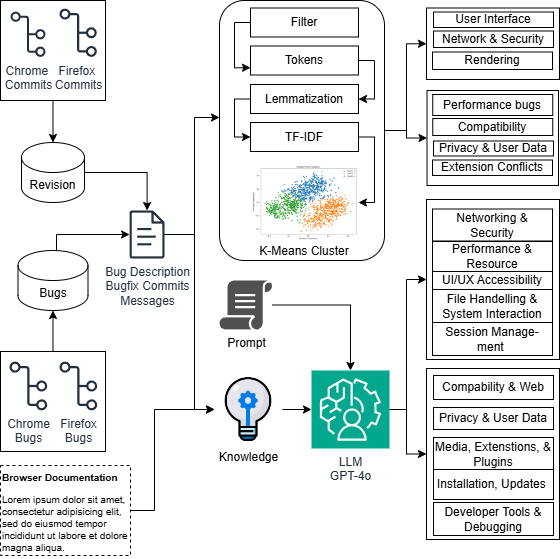 Chrome Commits
Firefox Commits
Revision
Bugs
Bug Description
Bugfix Commits
Messages
Chrome Bugs
Firefox Bugs
Browser Documentation
Lorem ipsum dolor sit amet,
consectetur adipisicing elit,
sed do eiusmod tempor
incididunt ut labore et dolore
magna aliqua.
Filter
Tokens
Lemmatization
TF-IDF
K-Means Cluster
Prompt
Knowledge
LLM
GPT-4o
User Interface
Network & Security
Rendering
Performance bugs
Compatibility
Privacy & User Data
Extension Conflicts
Networking &
Security
Performance &
Resource
UI/UX Accessibility
File Handelling &
System Interaction
Session Manage-
ment
Compability & Web
Privacy & User Data
Media, Extenstions, &
Plugins
Installation, Updates
Developer Tools &
Debugging